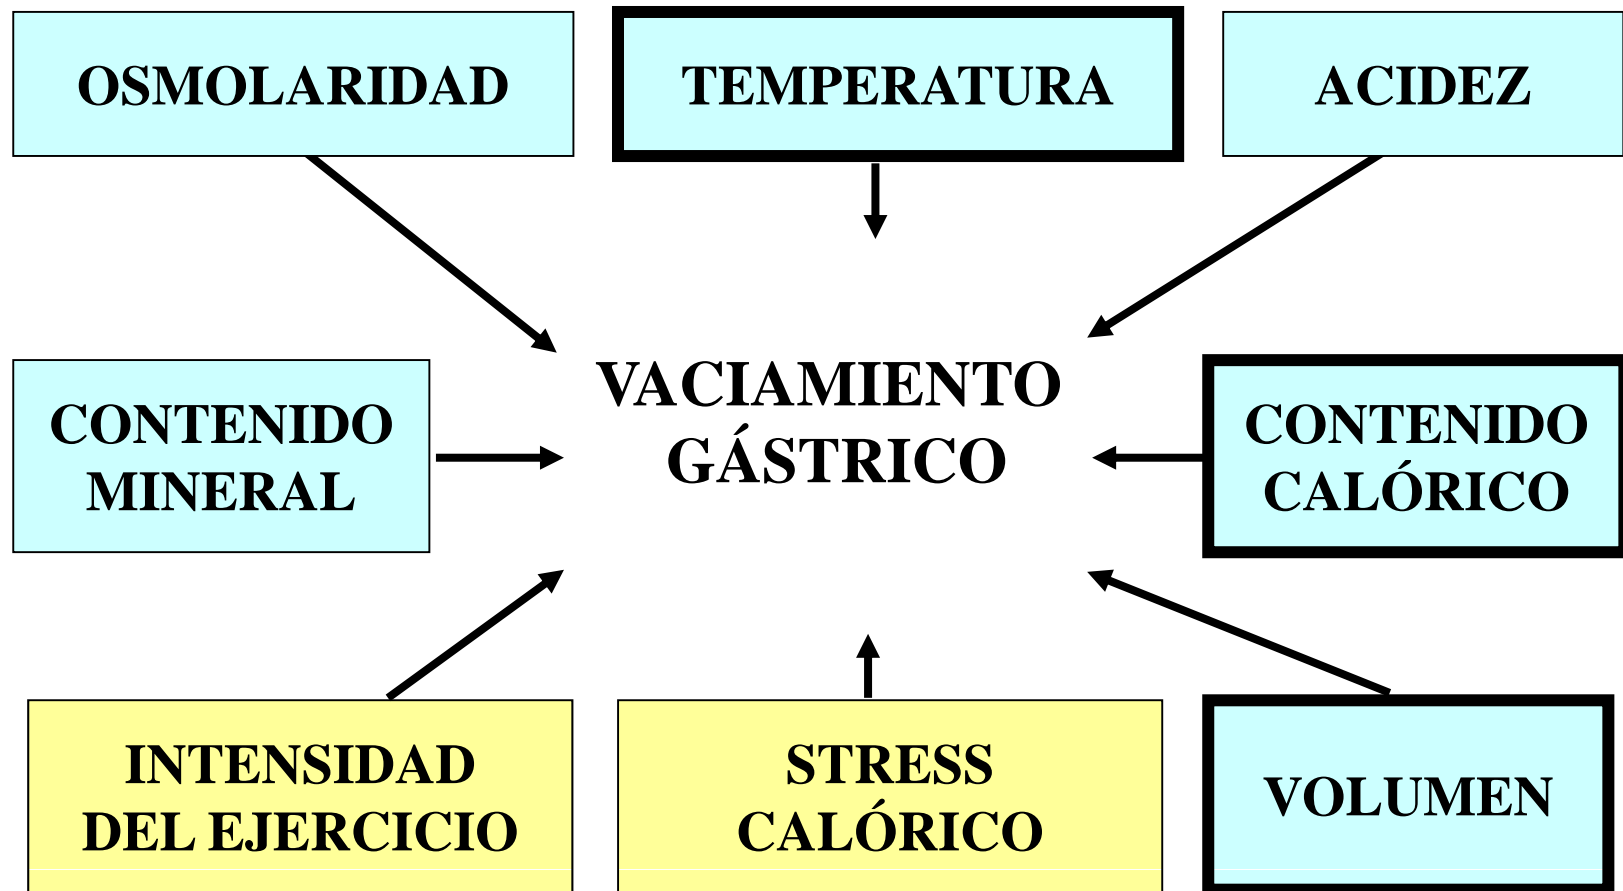 OSMOLARIDAD
TEMPERATURA
ACIDEZ
VACIAMIENTO
GÁSTRICO
CONTENIDO
MINERAL
CONTENIDO
CALÓRICO
INTENSIDAD
DEL EJERCICIO
STRESS
CALÓRICO
VOLUMEN